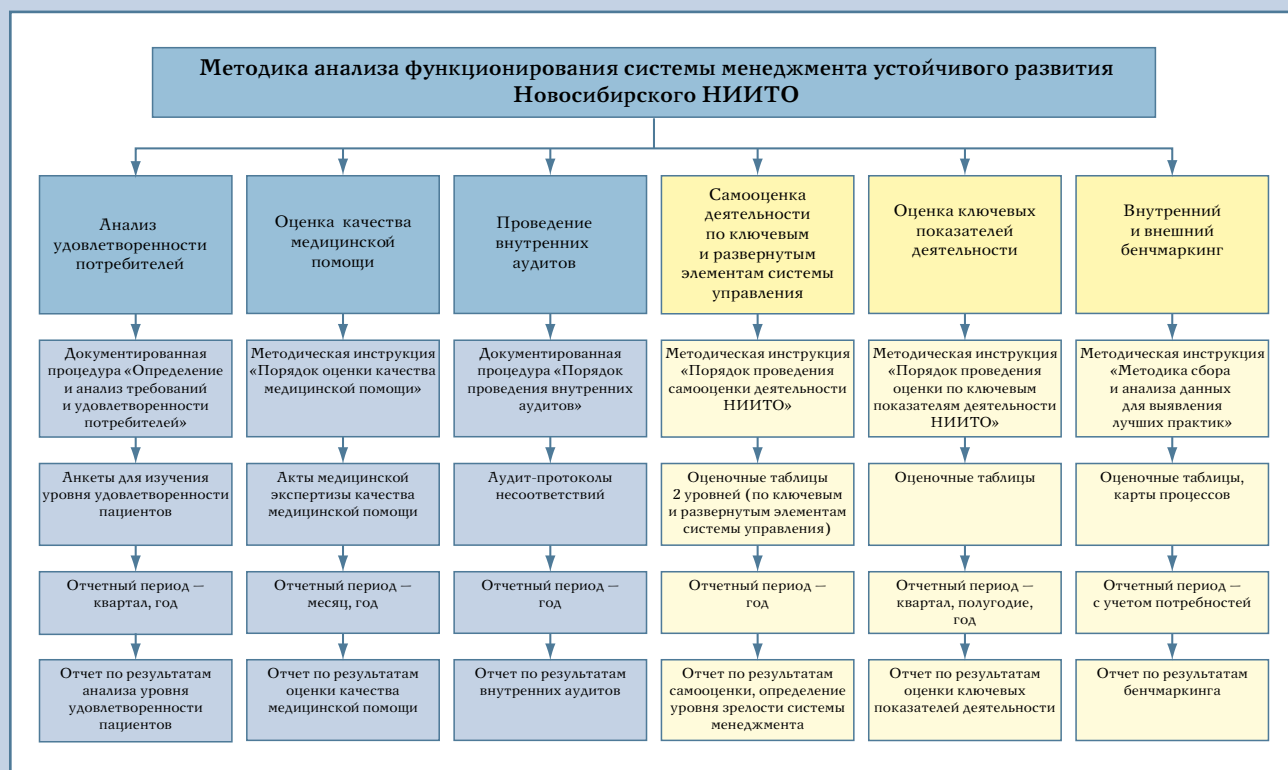 Методика анализа функционирования системы менеджмента устойчивого развития
Новосибирского НИИТО
Анализ
удовлетворенности
потребителей
Оценка качества
медицинской
помощи
Проведение
внутренних
аудитов
Самооценка
деятельности
по ключевым
и развернутым
элементам системы
управления
Оценка ключевых
показателей
деятельности
Внутренний
и внешний
бенчмаркинг
Документированная
процедура «Определение
и анализ требований
и удовлетворенности
потребителей»
Методическая инструкция
«Порядок оценки качества
медицинской помощи»
Документированная
процедура «Порядок
проведения внутренних
аудитов»
Методическая инструкция
«Порядок проведения
самооценки деятельности
НИИТО»
Методическая инструкция
«Порядок проведения
оценки по ключевым
показателям деятельности
НИИТО»
Методическая инструкция
«Методика сбора
и анализа данных
для выявления
лучших практик»
Анкеты для изучения
уровня удовлетворенности
пациентов
Акты медицинской
экспертизы качества
медицинской помощи
Аудит-протоколы
несоответствий
Оценочные таблицы
2 уровней (по ключевым
и развернутым элементам
системы управления)
Оценочные таблицы
Оценочные таблицы,
карты процессов
Отчетный период —
квартал, год
Отчетный период —
месяц, год
Отчетный период —
год
Отчетный период —
год
Отчетный период —
квартал, полугодие,
год
Отчетный период —
с учетом потребностей
Отчет по результатам
анализа уровня
удовлетворенности
пациентов
Отчет по результатам
оценки качества
медицинской помощи
Отчет по результатам
внутренних аудитов
Отчет по результатам
самооценки, определение
уровня зрелости системы
менеджмента
Отчет по результатам
оценки ключевых
показателей деятельности
Отчет по результатам
бенчмаркинга